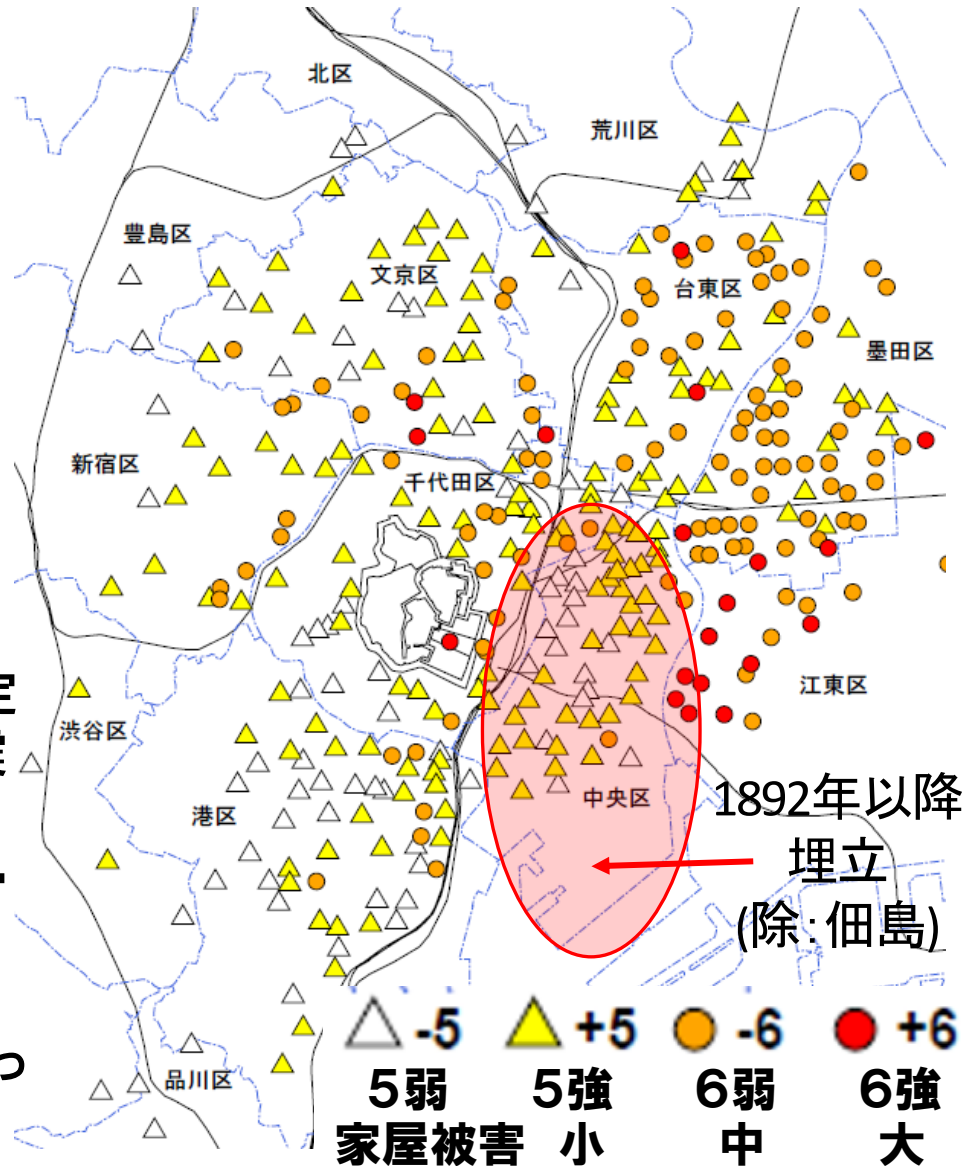 北区
荒川区
豊島区
文京区
台東区
墨田区
新宿区
千代田区
定
渋谷区
江東区
港区
中央区
1892年以降
埋立
(除:佃島)
っ
品川区
-5 +5 -6 +6
5弱 5強 6弱 6強
家屋被害 小 中 大